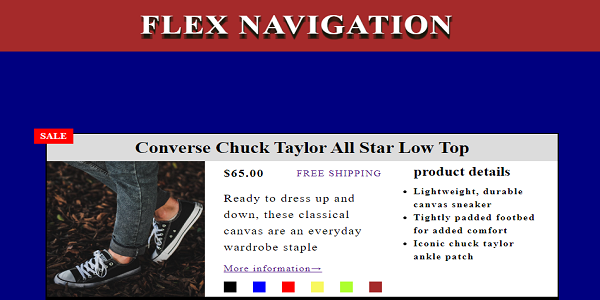 FLEX NAVIGATION
SALE
Converse Chuck Taylor All Star Low Top
$65.00 FREE SHIPPING
Ready to dress up and
down, these classical
canvas are an everyday
wardrobe staple
More information→
product details
Lightweight, durable
canvas sneaker
Tightly padded footbed
for added comfort
Iconic chuck taylor
ankle patch